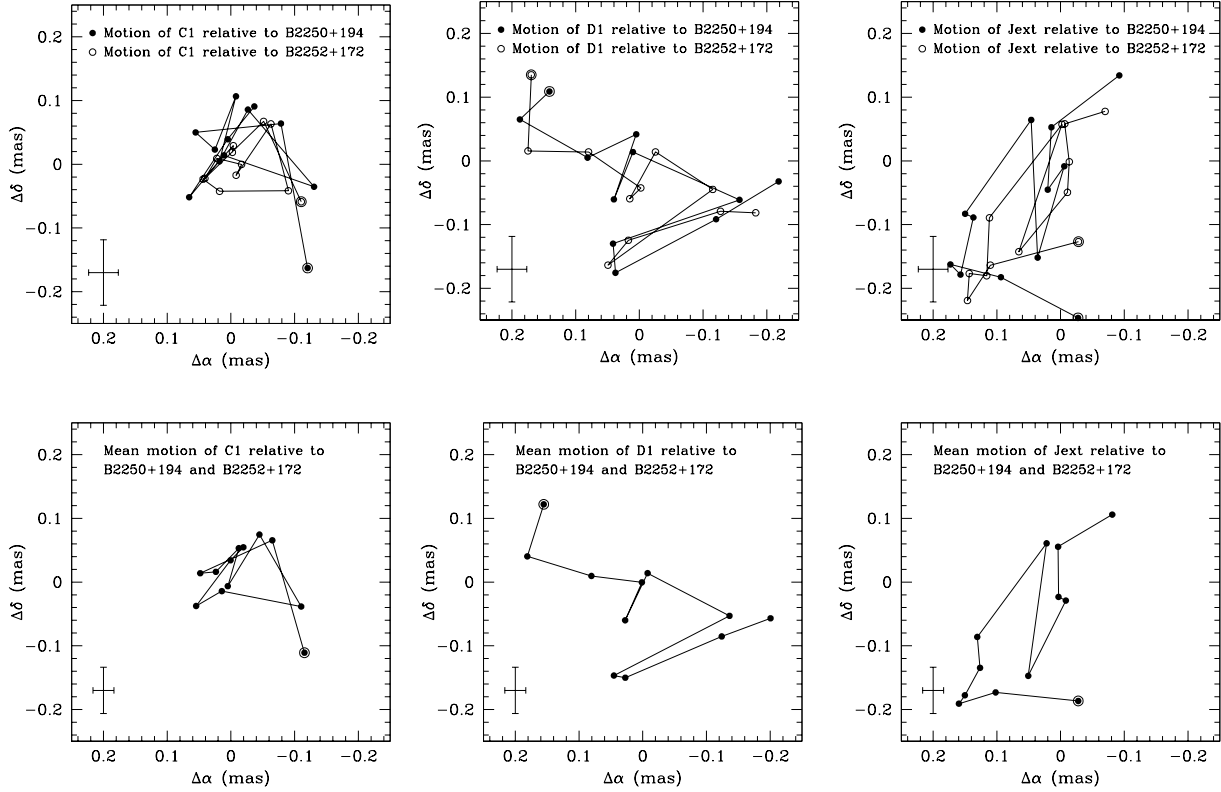 Motion of C1 relative to B2250+194
Motion of C1 relative to B2252+172
0.2
0.1
0
−0.1
−0.2
Δδ (mas)
0.2 0.1 0 −0.1 −0.2
Δα (mas)
Motion of D1 relative to B2250+194
Motion of D1 relative to B2252+172
0.2
0.1
0
−0.1
−0.2
Δδ (mas)
0.2 0.1 0 −0.1 −0.2
Δα (mas)
Motion of Jext relative to B2250+194
Motion of Jext relative to B2252+172
0.2
0.1
0
−0.1
−0.2
Δδ (mas)
0.2 0.1 0 −0.1 −0.2
Δα (mas)
Mean motion of C1 relative to
B2250+194 and B2252+172
0.2
0.1
0
−0.1
−0.2
Δδ (mas)
0.2 0.1 0 −0.1 −0.2
Δα (mas)
Mean motion of D1 relative to
B2250+194 and B2252+172
0.2
0.1
0
−0.1
−0.2
Δδ (mas)
0.2 0.1 0 −0.1 −0.2
Δα (mas)
Mean motion of Jext relative to
B2250+194 and B2252+172
0.2
0.1
0
−0.1
−0.2
Δδ (mas)
0.2 0.1 0 −0.1 −0.2
Δα (mas)